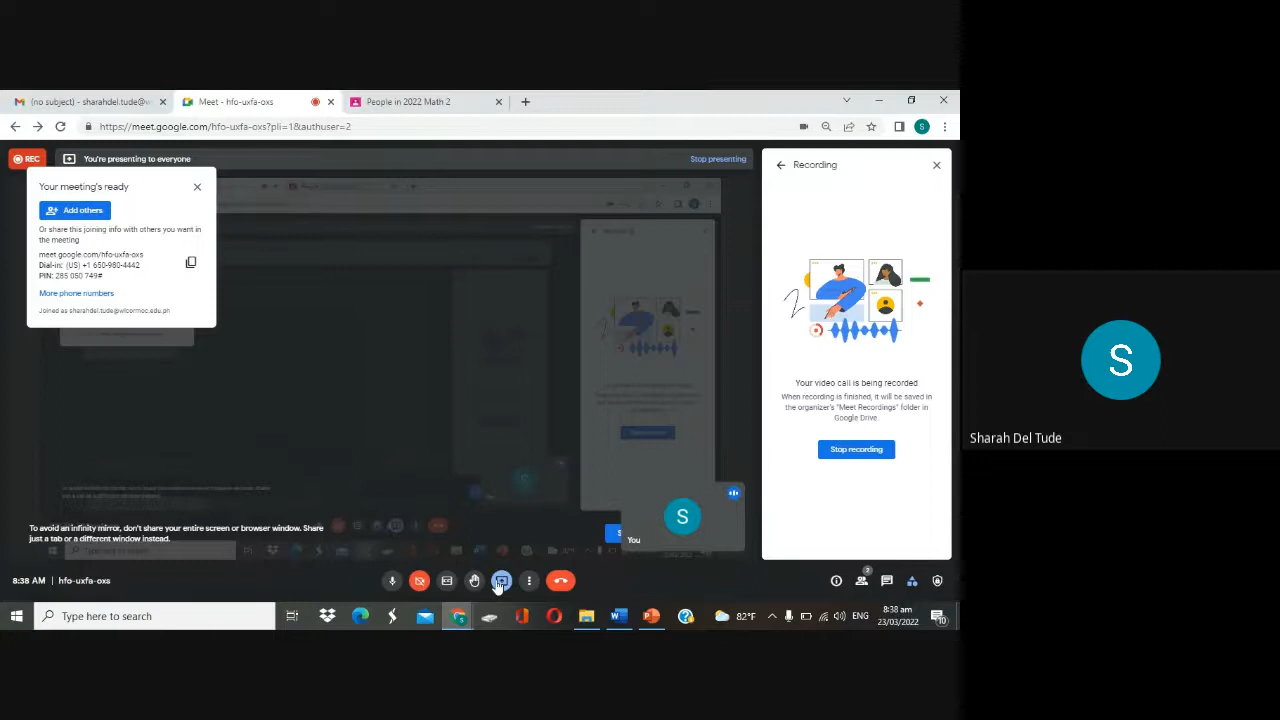 (no subject) - sharahdel.tude@w
Meet - hfo-uxfa-oxs
People in 2022 Math 2
https://meet.google.com/hfo-uxfa-oxs?pli=1&authuser=2
S
REC
You're presenting to everyone
Stop presenting
Your meeting's ready
Add others
Or share this joining info with others you want in
the meeting
meet.google.com/hfo-uxfa-oxs
Dial-in: (US) +1 650-980-4442
PIN: 285 050 749#
More phone numbers
Joined as sharahdel.tude@wlcormoc.edu.ph
Recording
Your video call is being recorded
When recording is finished, it will be saved in
the organizer's "Meet Recordings" folder in
Google Drive.
Stop recording
To avoid an infinity mirror, don't share your entire screen or browser window. Share
just a tab or a different window instead.
S
You
8:38 AM
hfo-uxfa-oxs
2
Type here to search
82°F
ENG
8:38 am
23/03/2022
10
S
Sharah Del Tude